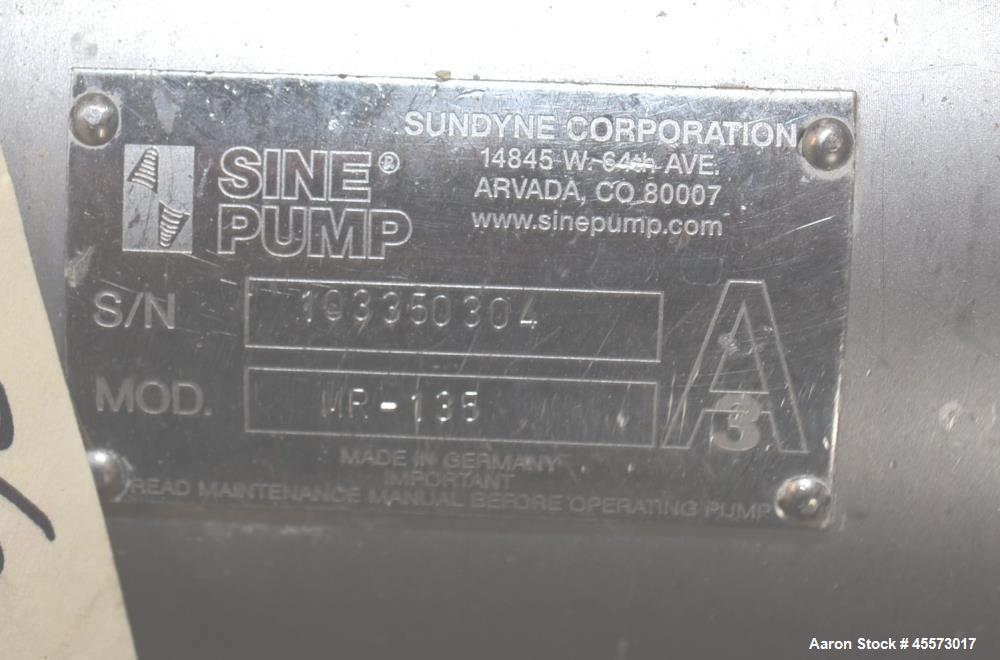 SUNDYNE CORPORATION
14845 W. 64th AVE.
ARVADA, CO 80007
www.sinepump.com
SINE®
PUMP
S/N 193350304
MOD. MR-135
A
3
MADE IN GERMANY
IMPORTANT
READ MAINTENANCE MANUAL BEFORE OPERATING PUMP
Aaron Stock # 45573017